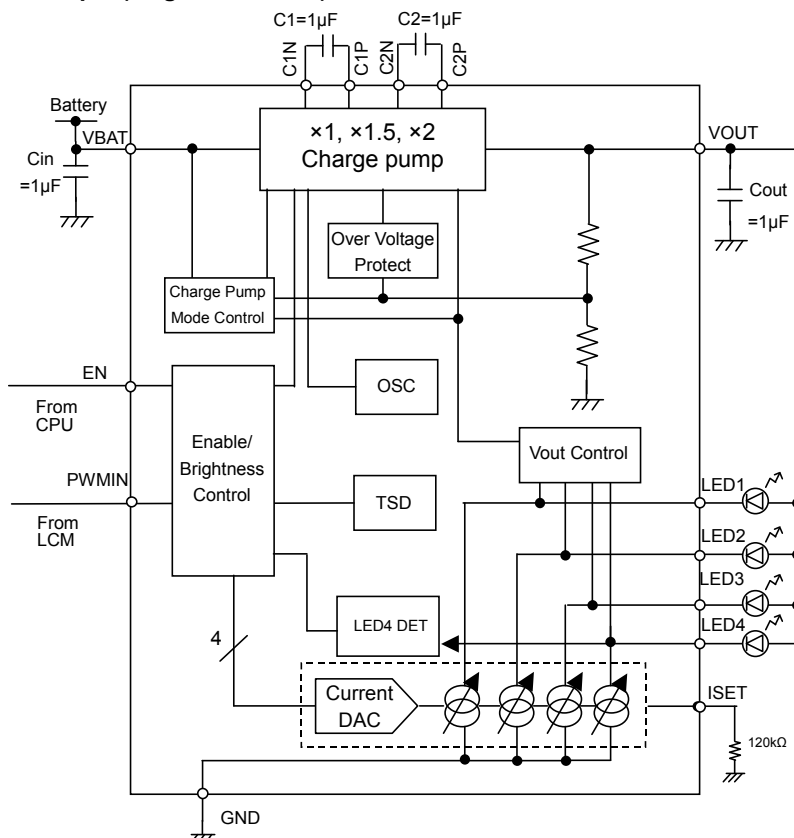 C1=1µF
C2=1µF
C1N
C1P
C2N
C2P
Battery
VBAT
Cin
=1µF
×1, ×1.5, ×2
Charge pump
VOUT
Cout
=1µF
Over Voltage
Protect
Charge Pump
Mode Control
EN
From
CPU
OSC
Enable/
Brightness
Control
Vout Control
PWMIN
From
LCM
TSD
LED1
LED2
LED3
LED4
LED4 DET
4
Current
DAC
ISET
120kΩ
GND